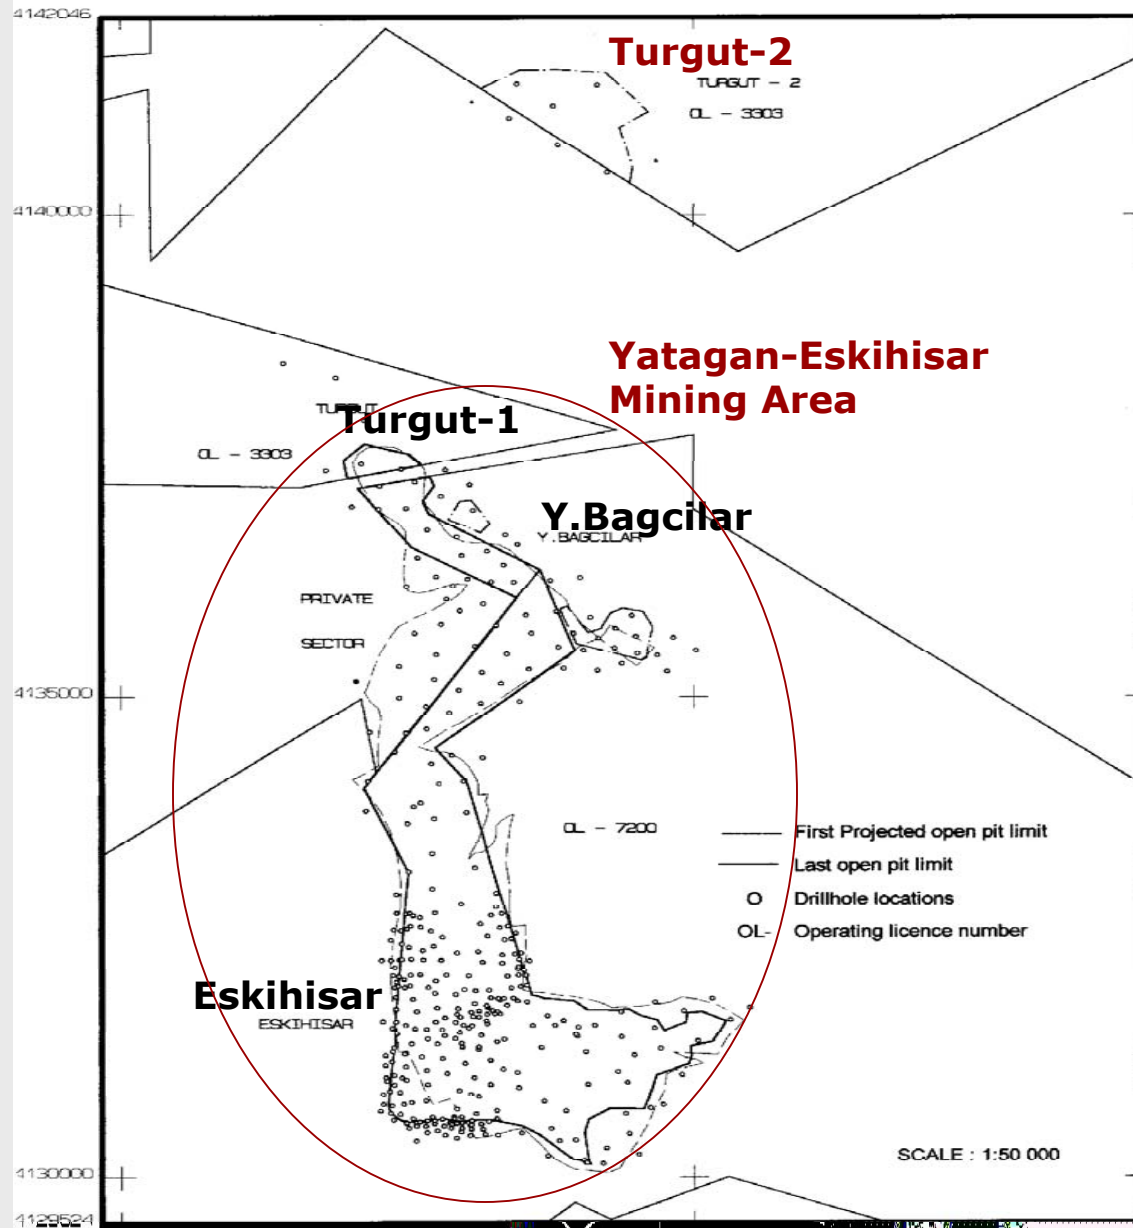 4142046
Turgut-2
TURGUT - 2
OL - 3303
4140000
Yatagan-Eskihisar
Mining Area
TURGUT
Turgut-1
OL - 3303
Y.Bagcilar
Y.BAGCILAR
PRIVATE
SECTOR
4135000
OL - 7200
First Projected open pit limit
Last open pit limit
O Drillhole locations
OL- Operating licence number
Eskihisar
ESKIHISAR
SCALE : 1:50 000
4130000
4129524